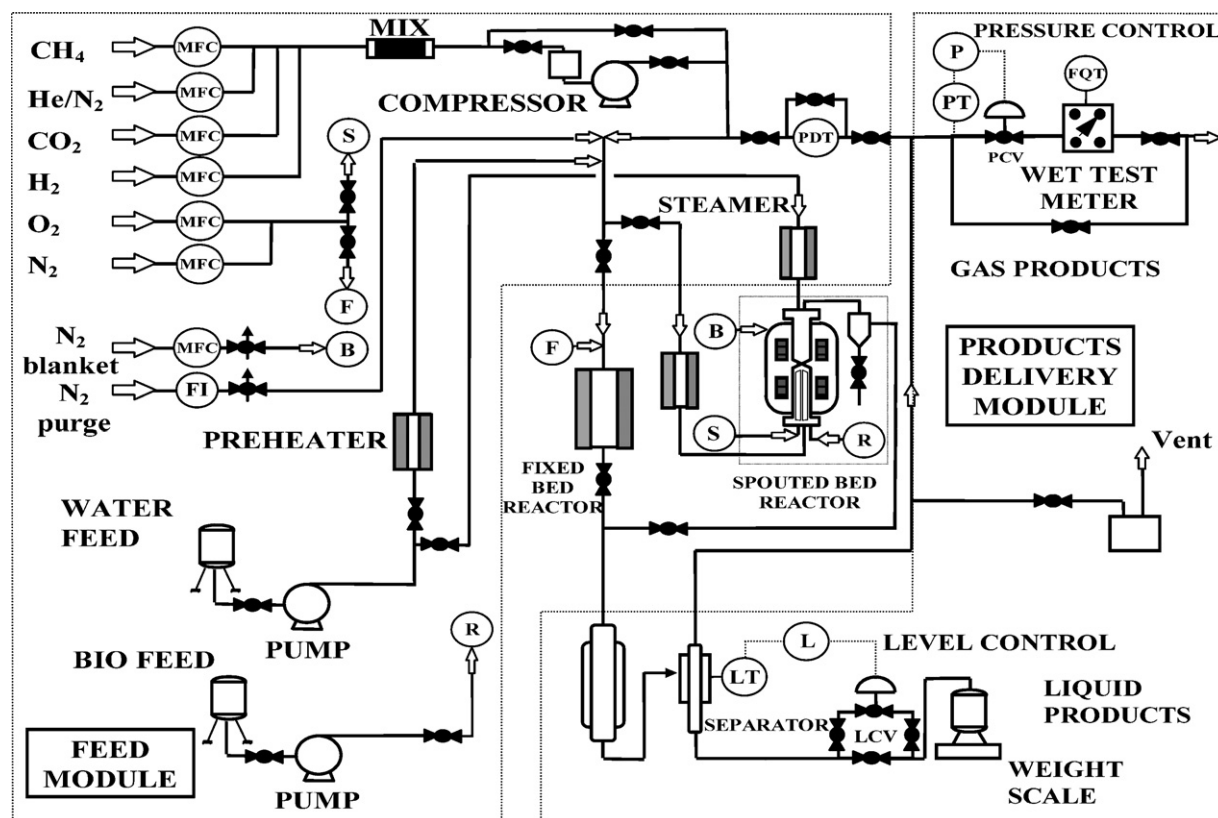 CH4
MFC
MIX
He/N2
MFC
COMPRESSOR
CO2
MFC
S
H2
MFC
O2
MFC
N2
MFC
F
N2
blanket
MFC
B
N2
purge
FI
PREHEATER
WATER
FEED
PUMP
BIO FEED
R
PUMP
FEED
MODULE
PDT
STEAMER
F
B
S
R
FIXED
BED
REACTOR
SPOUTED BED
REACTOR
PRESSURE CONTROL
P
PT
FQT
PCV
WET TEST
METER
GAS PRODUCTS
PRODUCTS
DELIVERY
MODULE
Vent
L
LEVEL CONTROL
LT
SEPARATOR
LCV
LIQUID
PRODUCTS
WEIGHT
SCALE